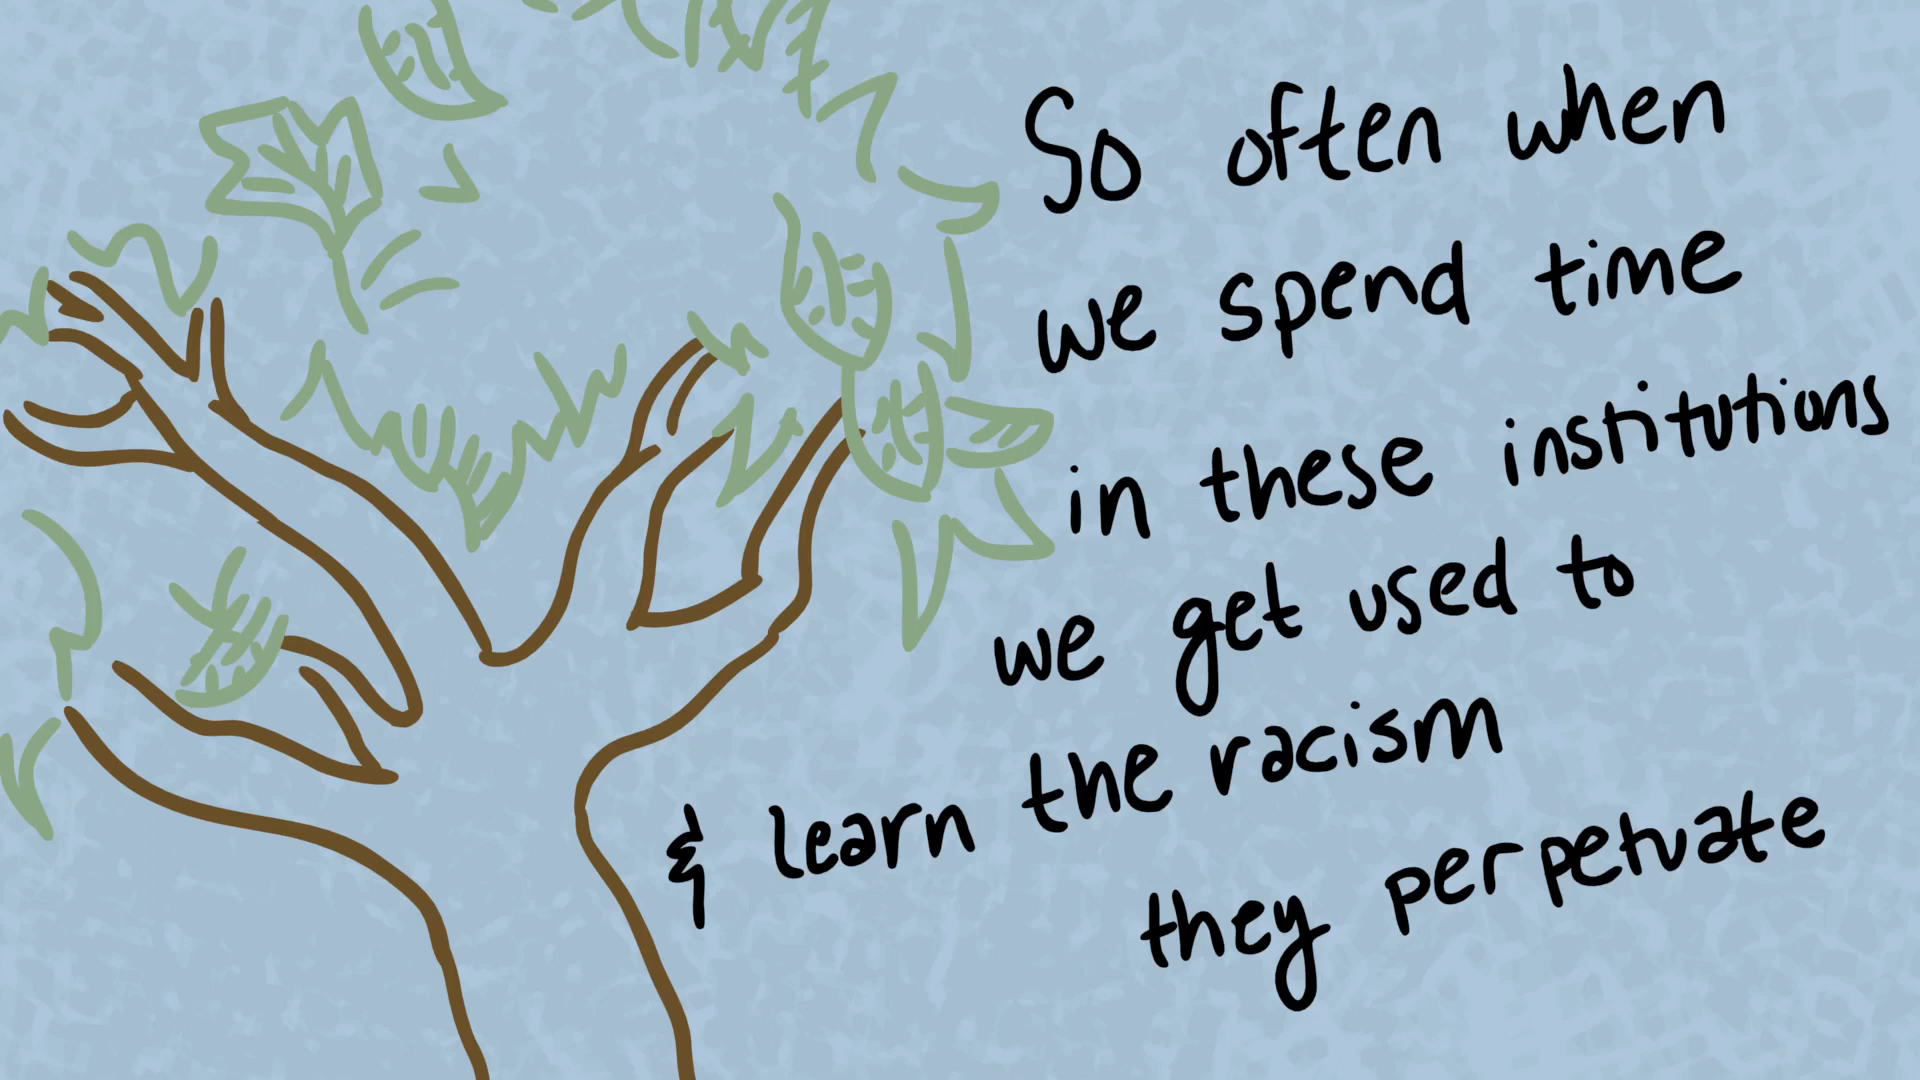 So often when
we spend time
in these institutions
we get used to
& learn the racism
they perpetuate